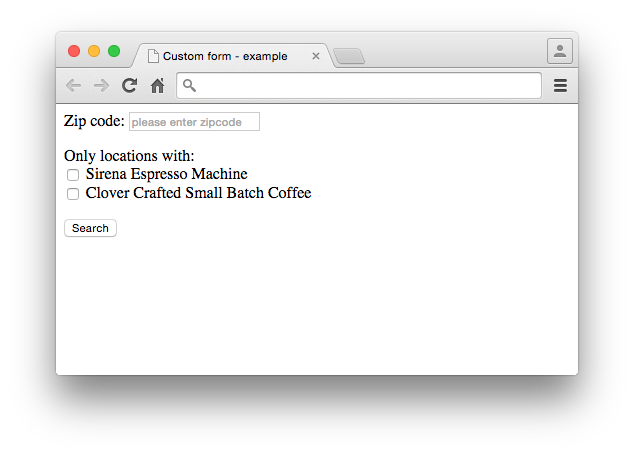 Custom form - example
Zip code: please enter zipcode
Only locations with:
Sirena Espresso Machine
Clover Crafted Small Batch Coffee
Search